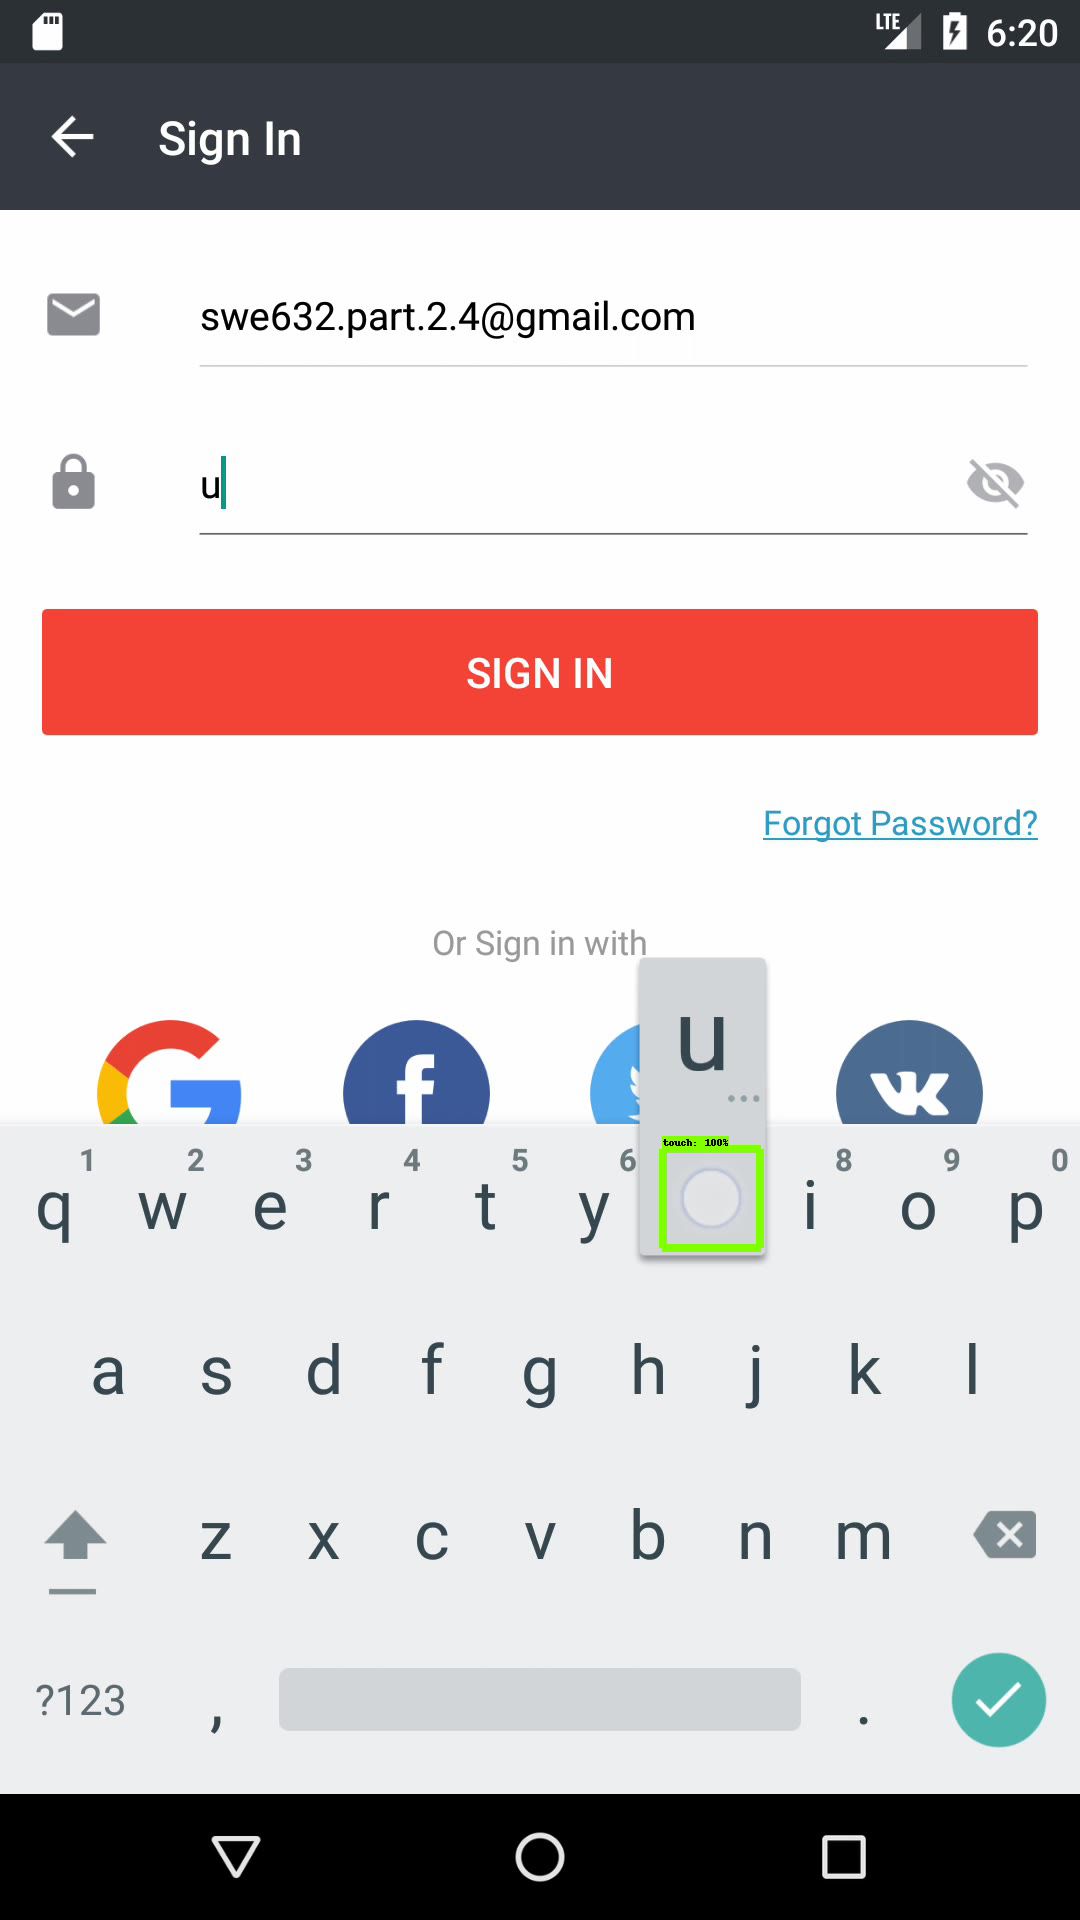 LTE 6:20
Sign In
swe632.part.2.4@gmail.com
u
SIGN IN
Forgot Password?
Or Sign in with
u
...
touch: 100%
1 2 3 4 5 6 8 9 0
q w e r t y i o p
a s d f g h j k l
z x c v b n m
?123 , .